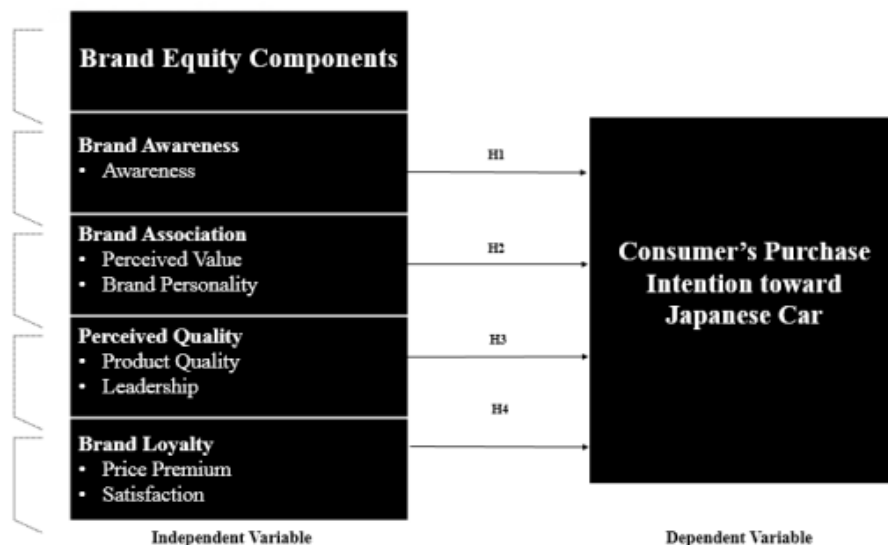 Brand Equity Components
Brand Awareness
• Awareness
H1
Brand Association
• Perceived Value
• Brand Personality
H2
Perceived Quality
• Product Quality
• Leadership
H3
Brand Loyalty
• Price Premium
• Satisfaction
H4
Consumer's Purchase
Intention toward
Japanese Car
Independent Variable
Dependent Variable